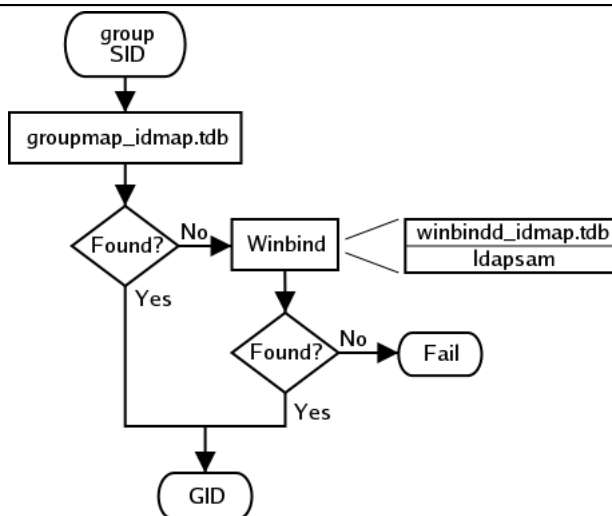 group
SID
groupmap_idmap.tdb
Found?
No
Winbind
winbindd_idmap.tdb
ldapsam
Yes
Found?
No
Fail
Yes
GID